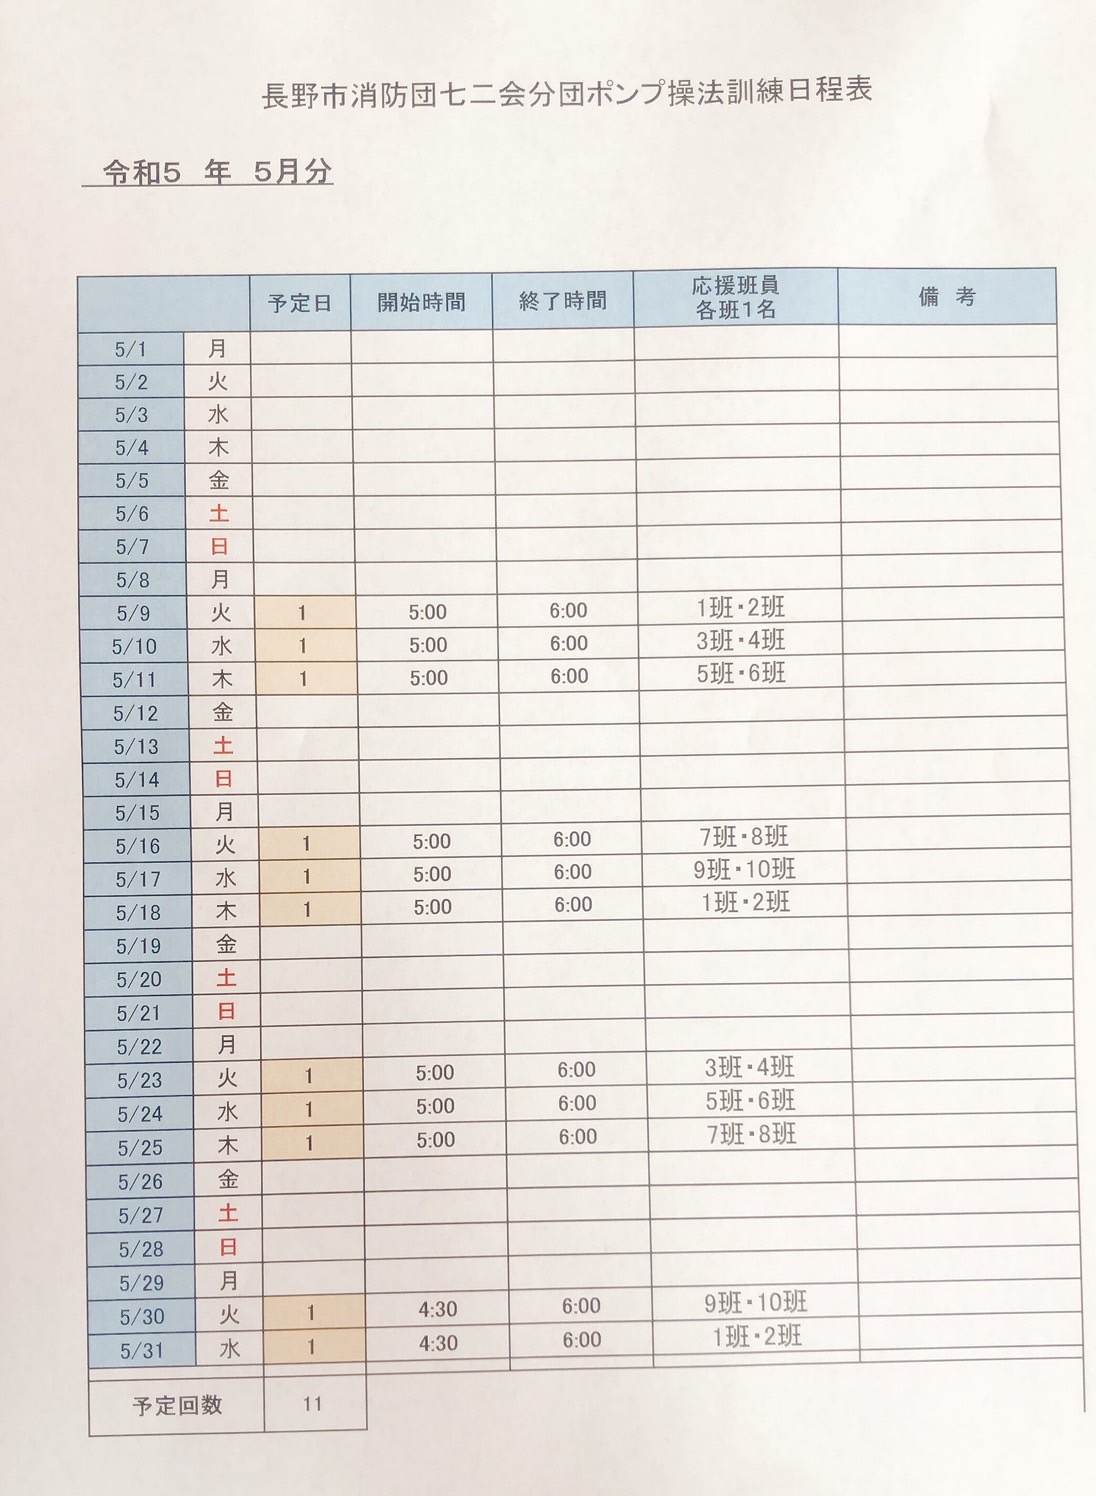 長野市消防団七二会分団ポンプ操法訓練日程表
令和5 年 5月分
予定日 開始時間 終了時間 応援班員 各班1名 備 考
5/1 月
5/2 火
5/3 水
5/4 木
5/5 金
5/6 土
5/7 日
5/8 月
5/9 火 1 5:00 6:00 1班・2班
5/10 水 1 5:00 6:00 3班・4班
5/11 木 1 5:00 6:00 5班・6班
5/12 金
5/13 土
5/14 日
5/15 月
5/16 火 1 5:00 6:00 7班・8班
5/17 水 1 5:00 6:00 9班・10班
5/18 木 1 5:00 6:00 1班・2班
5/19 金
5/20 土
5/21 日
5/22 月
5/23 火 1 5:00 6:00 3班・4班
5/24 水 1 5:00 6:00 5班・6班
5/25 木 1 5:00 6:00 7班・8班
5/26 金
5/27 土
5/28 日
5/29 月
5/30 火 1 4:30 6:00 9班・10班
5/31 水 1 4:30 6:00 1班・2班
予定回数 11